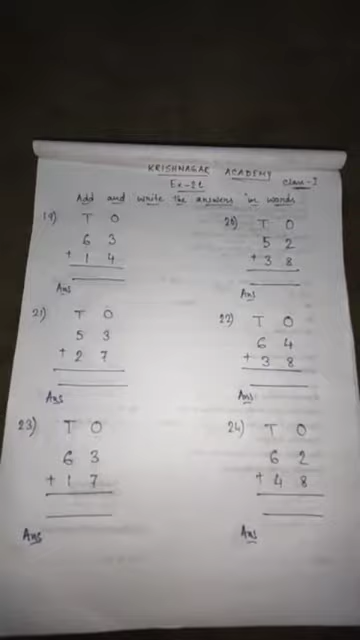 KRISHNAGAR ACADEMY
Ex-21 Class-I
Add and write the answers in words
19) T O
6 3
+ 1 4
Ans
20) T O
5 2
+ 3 8
Ans
21) T O
5 3
+ 2 7
Ans
22) T O
6 4
+ 3 8
Ans
23) T O
6 3
+ 1 7
Ans
24) T O
6 2
+ 4 8
Ans